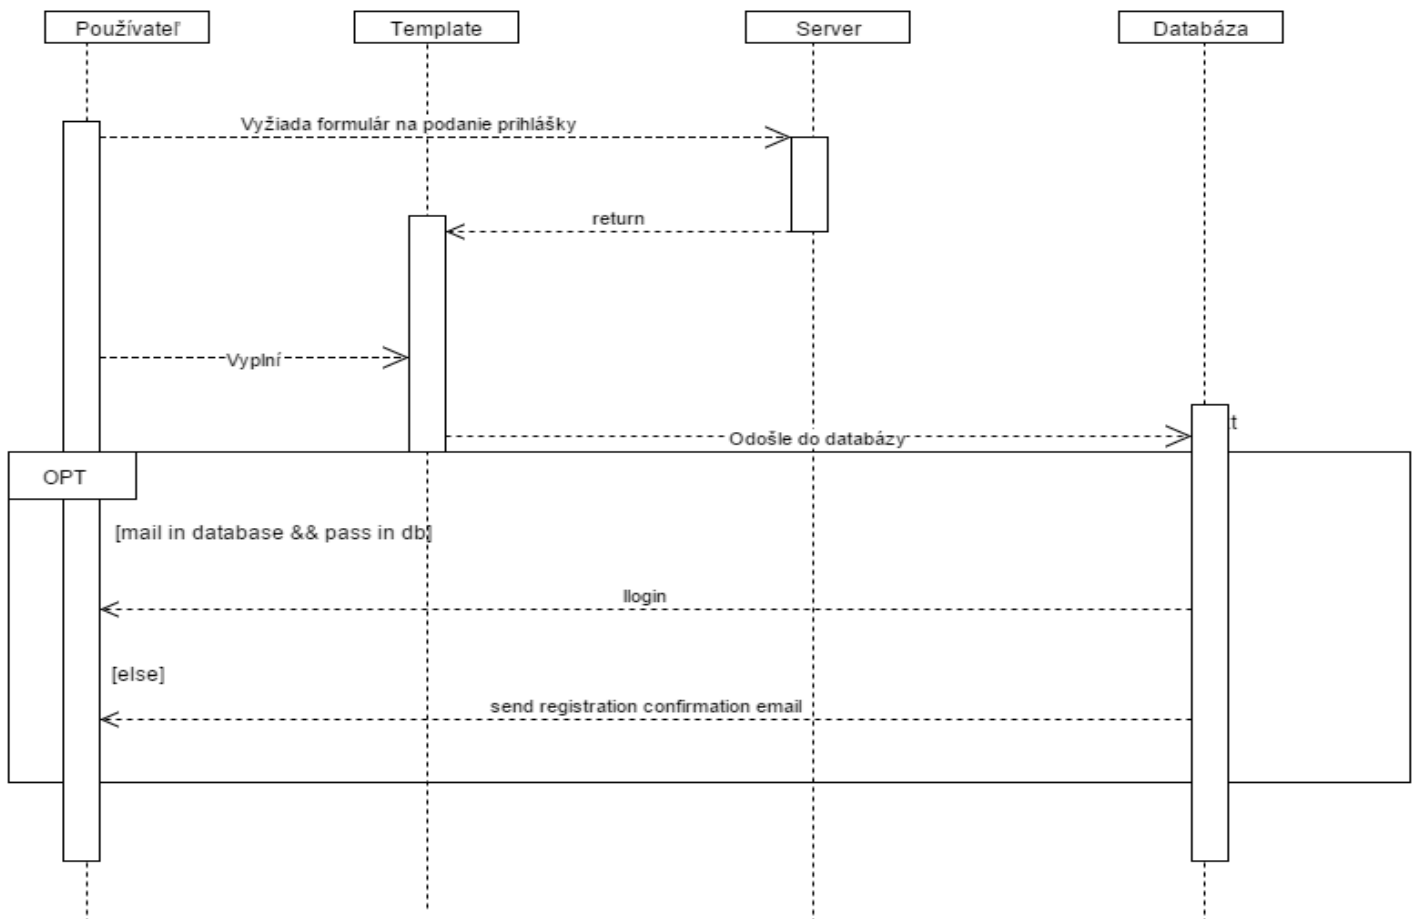 Používateľ
Template
Server
Databáza
Vyžiada formulár na podanie prihlášky
return
Vyplní
Odošle do databázy
OPT
[mail in database && pass in db]
llogin
[else]
send registration confirmation email